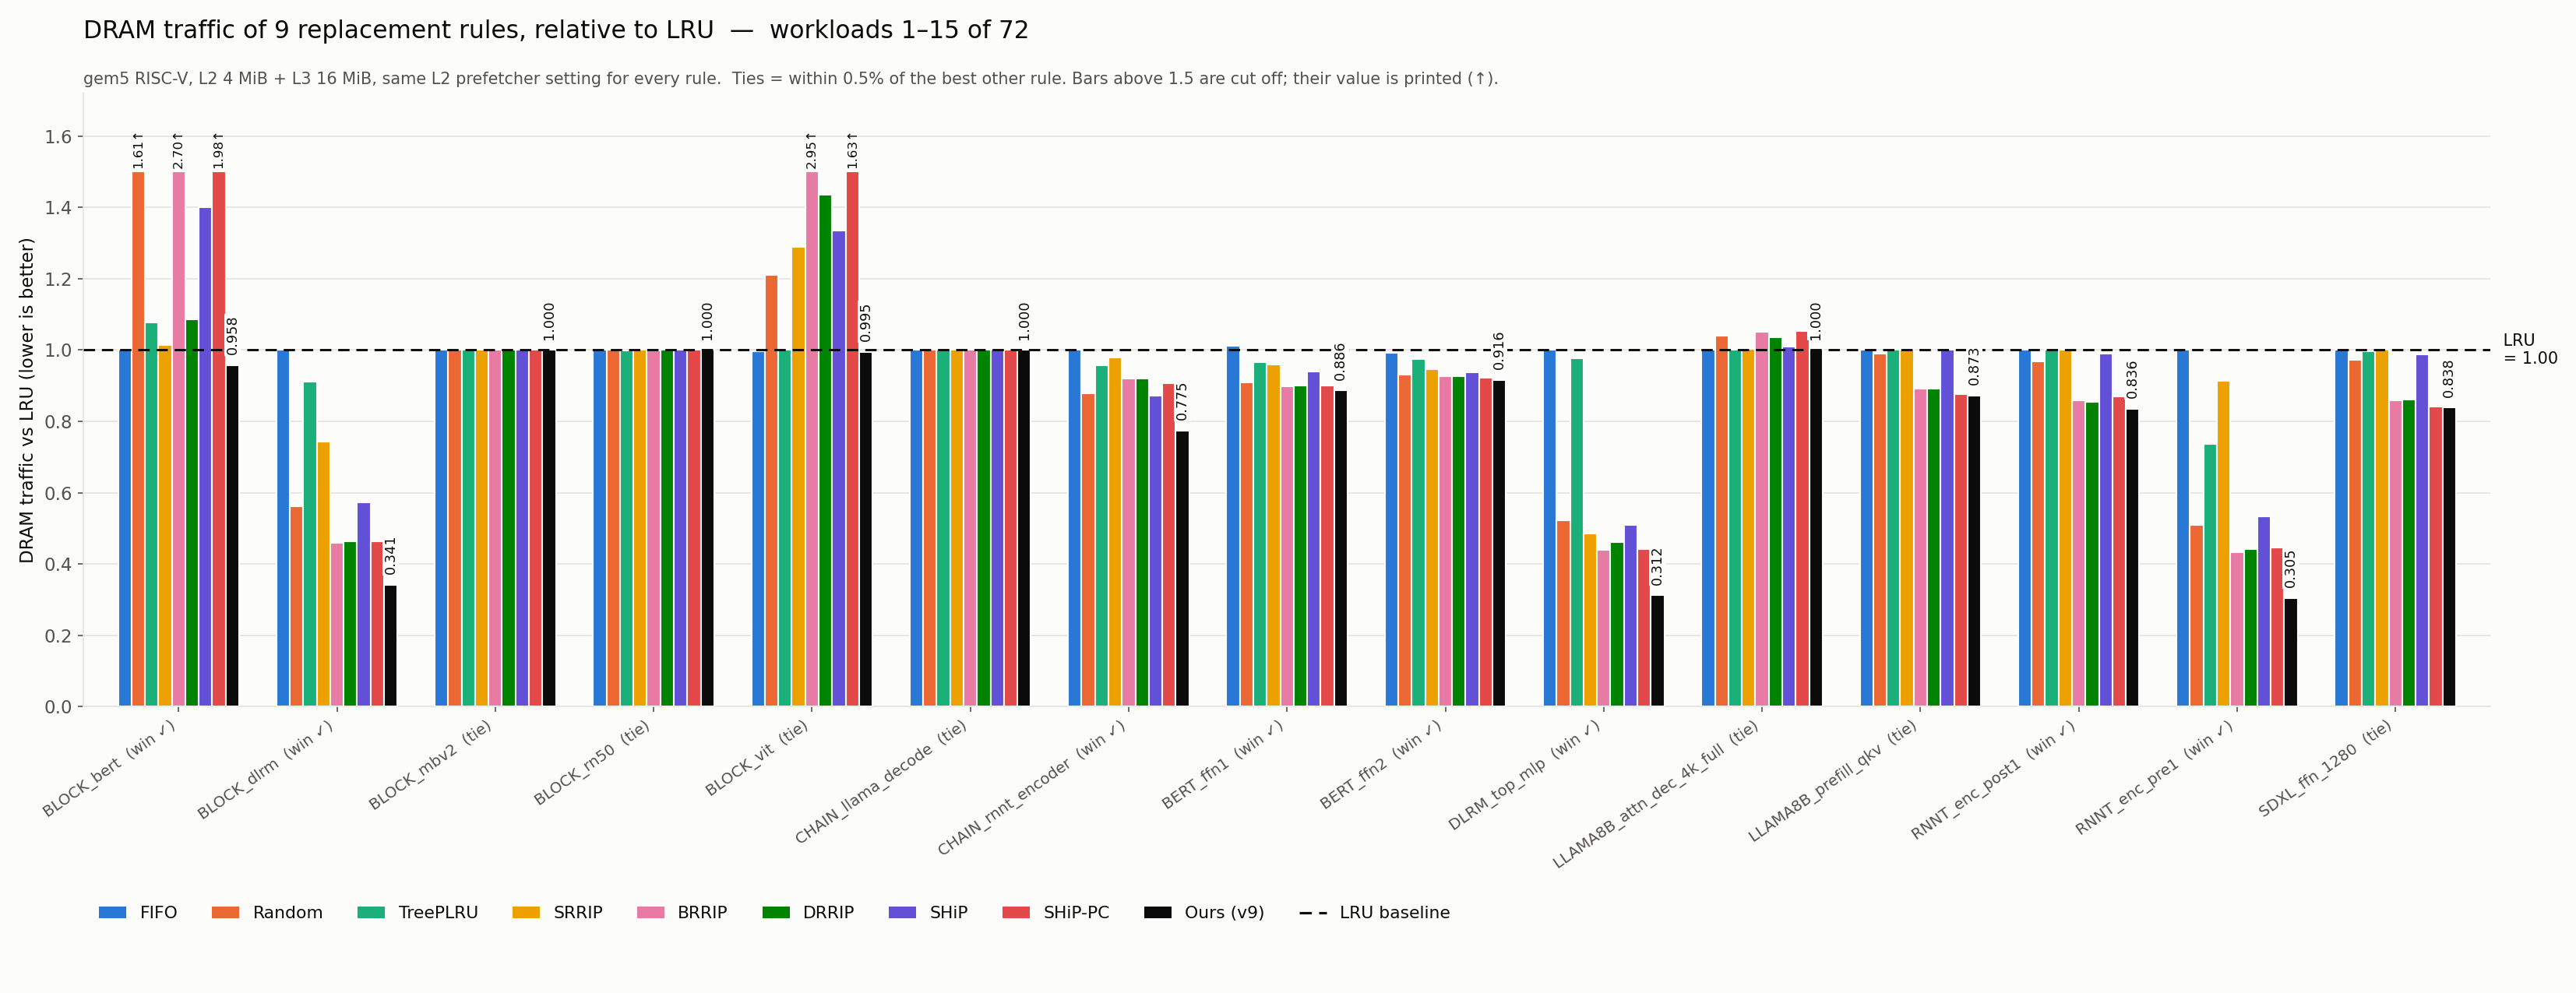 DRAM traffic of 9 replacement rules, relative to LRU — workloads 1–15 of 72
gem5 RISC-V, L2 4 MiB + L3 16 MiB, same L2 prefetcher setting for every rule. Ties = within 0.5% of the best other rule. Bars above 1.5 are cut off; their value is printed (↑).
DRAM traffic vs LRU (lower is better)
1.6
1.4
1.2
1.0
0.8
0.6
0.4
0.2
0.0
1.61↑
2.70↑
1.98↑
0.958
0.341
1.000
1.000
2.95↑
1.63↑
0.995
1.000
0.775
0.886
0.916
0.312
1.000
0.873
0.836
0.305
0.838
LRU
= 1.00
BLOCK_bert (win ✓)
BLOCK_dlrm (win ✓)
BLOCK_mbv2 (tie)
BLOCK_rn50 (tie)
BLOCK_vit (tie)
CHAIN_llama_decode (tie)
CHAIN_rnnt_encoder (win ✓)
BERT_ffn1 (win ✓)
BERT_ffn2 (win ✓)
DLRM_top_mlp (win ✓)
LLAMA8B_attn_dec_4k_full (tie)
LLAMA8B_prefill_qkv (tie)
RNNT_enc_post1 (win ✓)
RNNT_enc_pre1 (win ✓)
SDXL_ffn_1280 (tie)
FIFO
Random
TreePLRU
SRRIP
BRRIP
DRRIP
SHiP
SHiP-PC
Ours (v9)
LRU baseline